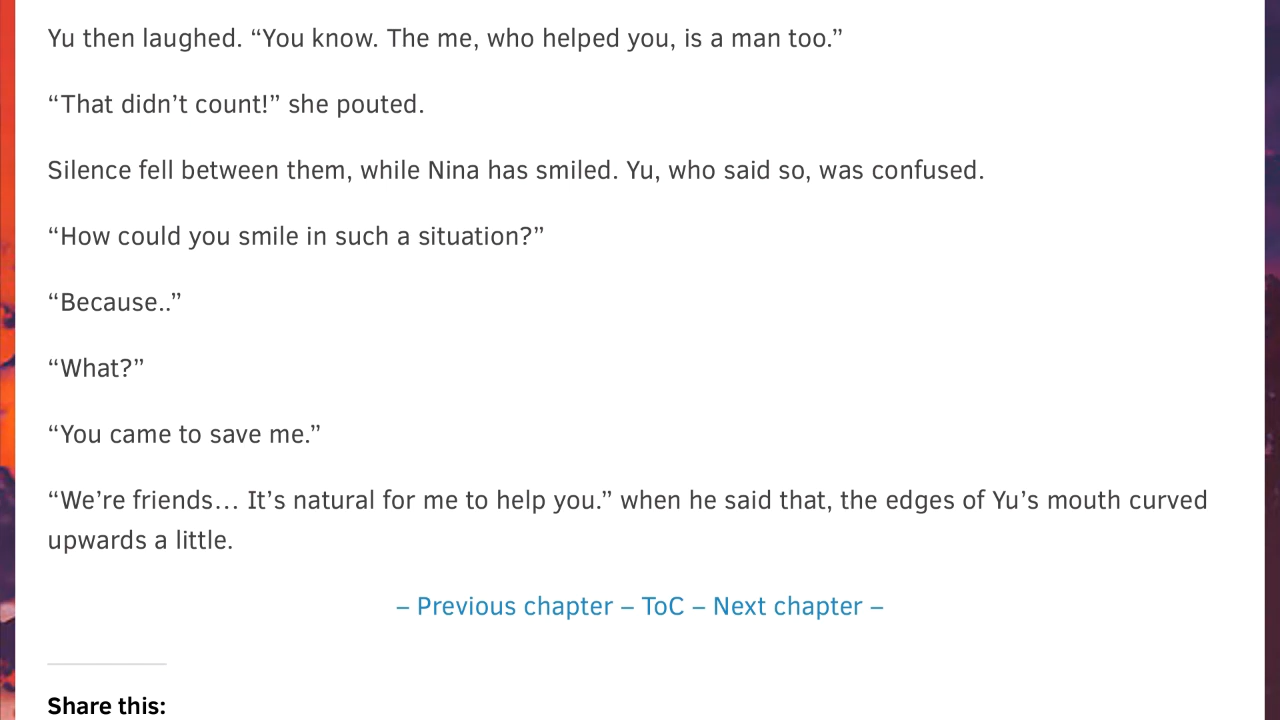 Yu then laughed. “You know. The me, who helped you, is a man too.”
“That didn’t count!” she pouted.
Silence fell between them, while Nina has smiled. Yu, who said so, was confused.
“How could you smile in such a situation?”
“Because..”
“What?”
“You came to save me.”
“We’re friends… It’s natural for me to help you.” when he said that, the edges of Yu’s mouth curved
upwards a little.
– Previous chapter – ToC – Next chapter –
Share this: